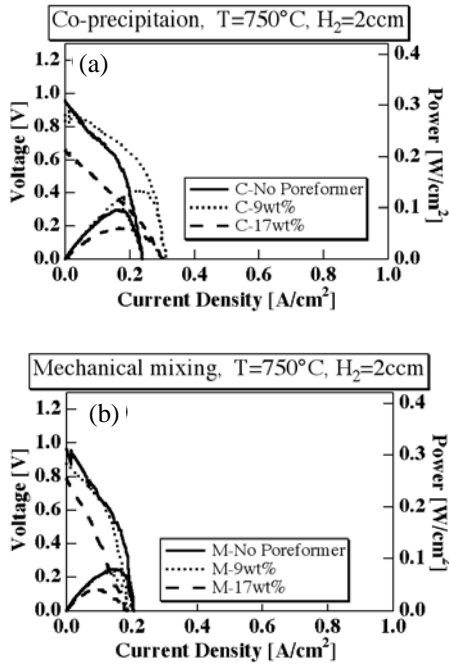 Co-precipitaion, T=750°C, H2=2ccm
(a)
1.2
1.0
0.8
0.6
0.4
0.2
0
Voltage [V]
0.4
0.3
0.2
0.1
0.0
Power [W/cm2]
C-No Poreformer
C-9wt%
C-17wt%
0.0 0.2 0.4 0.6 0.8 1.0
Current Density [A/cm2]
Mechanical mixing, T=750°C, H2=2ccm
(b)
1.2
1.0
0.8
0.6
0.4
0.2
0.0
Voltage [V]
0.4
0.3
0.2
0.1
0.0
Power [W/cm2]
M-No Poreformer
M-9wt%
M-17wt%
0.0 0.2 0.4 0.6 0.8 1.0
Current Density [A/cm2]